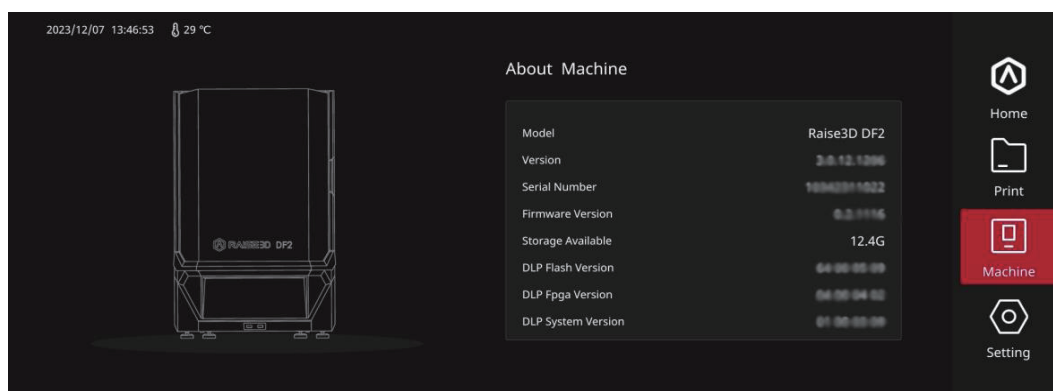 2023/12/07 13:46:53 29 ℃
About Machine
Model Raise3D DF2
Version
Serial Number
Firmware Version
Storage Available 12.4G
DLP Flash Version
DLP Fpga Version
DLP System Version
RAISE3D DF2
Home
Print
Machine
Setting